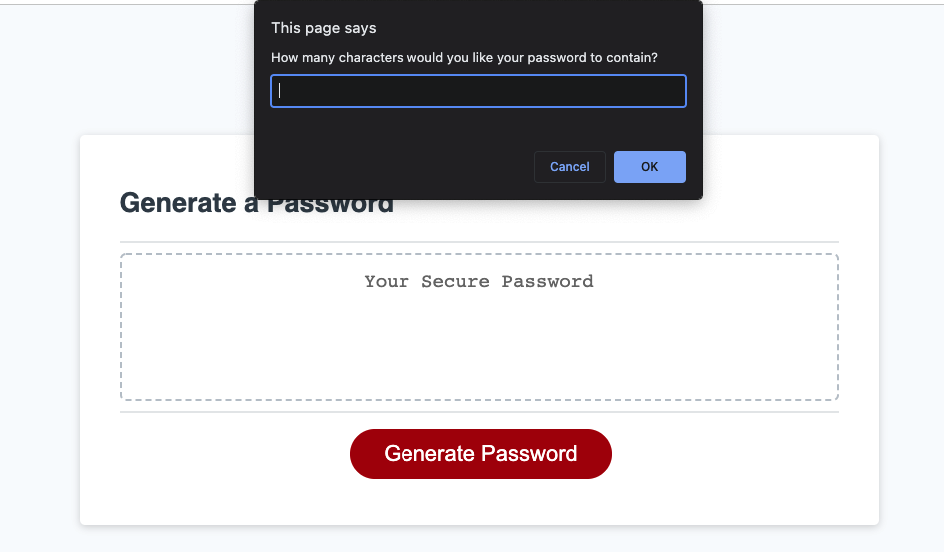 This page says
How many characters would you like your password to contain?
Cancel
OK
Generate a Password
Your Secure Password
Generate Password